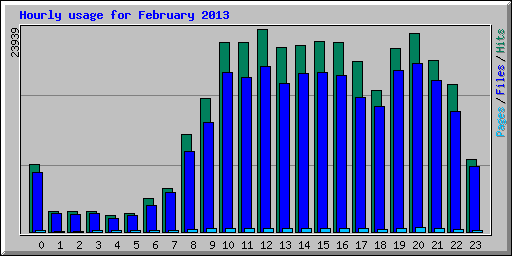 Hourly usage for February 2013
23939
Pages / Files / Hits
0 1 2 3 4 5 6 7 8 9 10 11 12 13 14 15 16 17 18 19 20 21 22 23